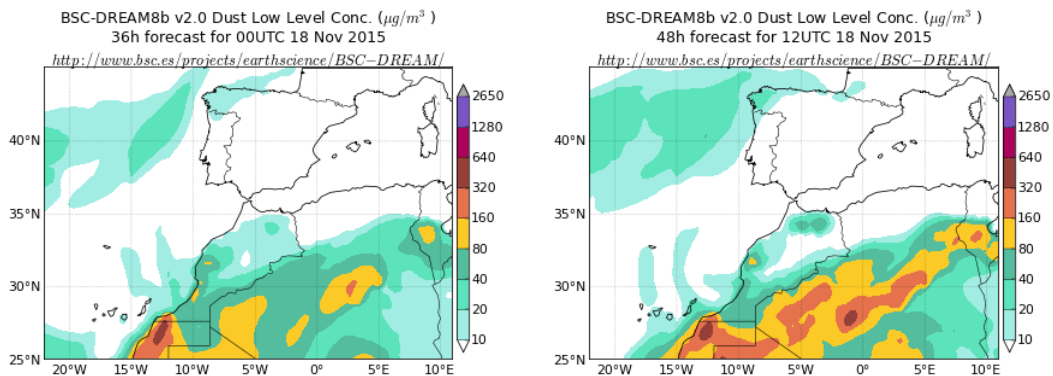 BSC-DREAM8b v2.0 Dust Low Level Conc. (μg/m³ )
36h forecast for 00UTC 18 Nov 2015
http://www.bsc.es/projects/earthscience/BSC−DREAM/
40°N
35°N
30°N
25°N
20°W
15°W
10°W
5°W
0°
5°E
10°E
2650
1280
640
320
160
80
40
20
10
BSC-DREAM8b v2.0 Dust Low Level Conc. (μg/m³ )
48h forecast for 12UTC 18 Nov 2015
http://www.bsc.es/projects/earthscience/BSC−DREAM/
40°N
35°N
30°N
25°N
20°W
15°W
10°W
5°W
0°
5°E
10°E
2650
1280
640
320
160
80
40
20
10